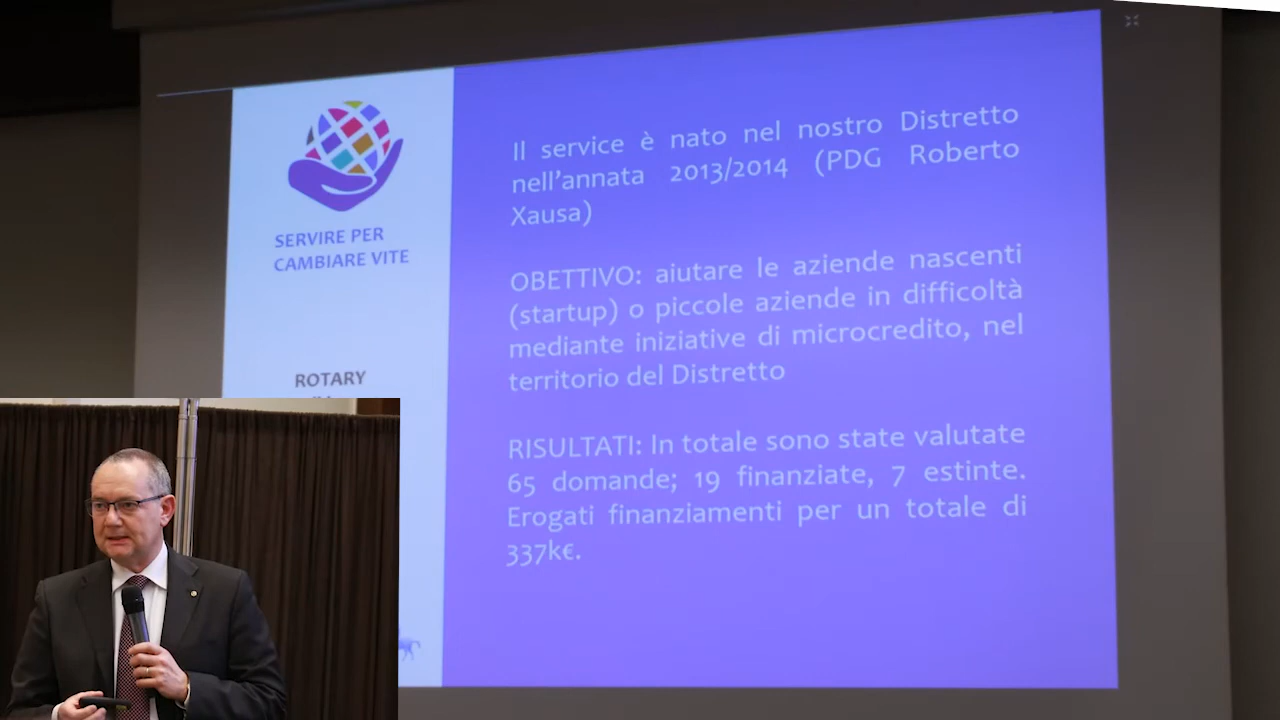 SERVIRE PER
CAMBIARE VITE
ROTARY
Il service è nato nel nostro Distretto
nell'annata 2013/2014 (PDG Roberto
Xausa)
OBETTIVO: aiutare le aziende nascenti
(startup) o piccole aziende in difficoltà
mediante iniziative di microcredito, nel
territorio del Distretto
RISULTATI: In totale sono state valutate
65 domande; 19 finanziate, 7 estinte.
Erogati finanziamenti per un totale di
337k€.